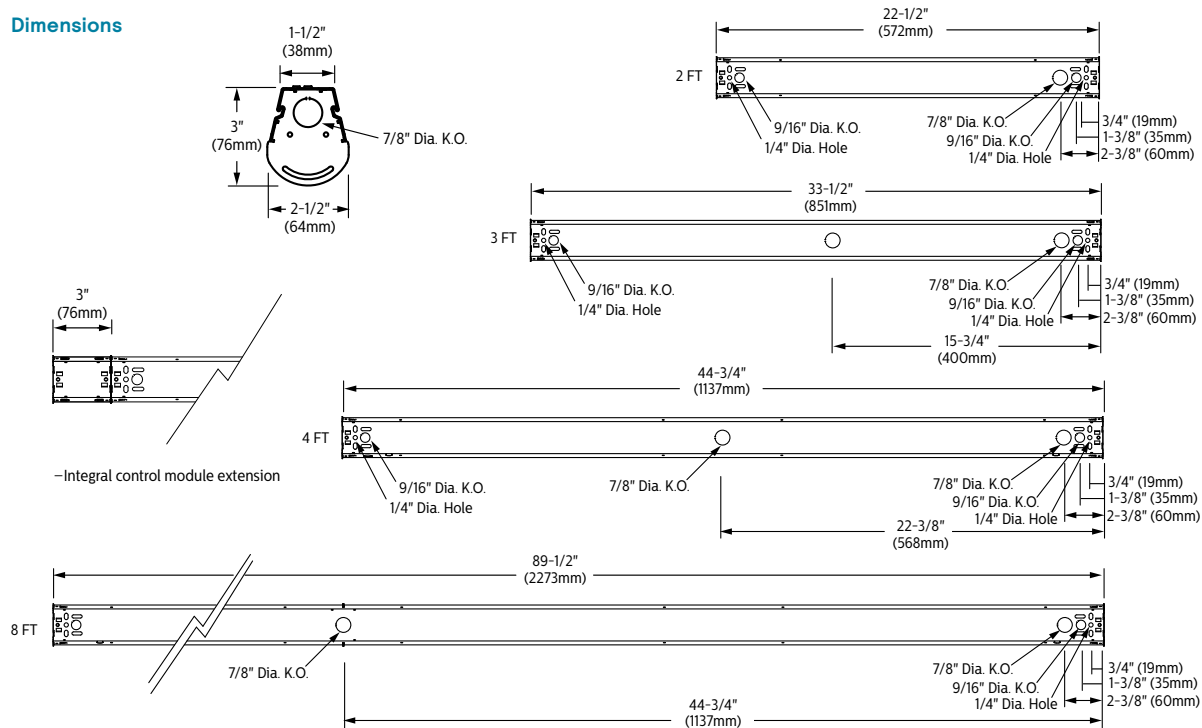 Dimensions
1-1/2"
(38mm)
3"
(76mm)
7/8" Dia. K.O.
2-1/2"
(64mm)
22-1/2"
(572mm)
2 FT
9/16" Dia. K.O.
1/4" Dia. Hole
7/8" Dia. K.O.
9/16" Dia. K.O.
1/4" Dia. Hole
3/4" (19mm)
1-3/8" (35mm)
2-3/8" (60mm)
33-1/2"
(851mm)
3 FT
9/16" Dia. K.O.
1/4" Dia. Hole
7/8" Dia. K.O.
9/16" Dia. K.O.
1/4" Dia. Hole
3/4" (19mm)
1-3/8" (35mm)
2-3/8" (60mm)
15-3/4"
(400mm)
3"
(76mm)
–Integral control module extension
44-3/4"
(1137mm)
4 FT
9/16" Dia. K.O.
1/4" Dia. Hole
7/8" Dia. K.O.
7/8" Dia. K.O.
9/16" Dia. K.O.
1/4" Dia. Hole
3/4" (19mm)
1-3/8" (35mm)
2-3/8" (60mm)
22-3/8"
(568mm)
89-1/2"
(2273mm)
8 FT
7/8" Dia. K.O.
7/8" Dia. K.O.
9/16" Dia. K.O.
1/4" Dia. Hole
3/4" (19mm)
1-3/8" (35mm)
2-3/8" (60mm)
44-3/4"
(1137mm)